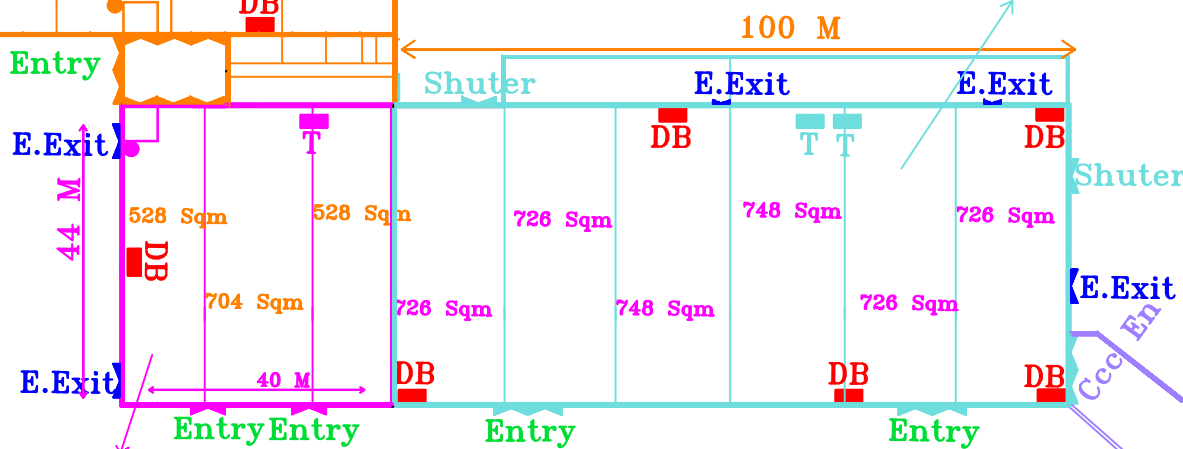 DB
100 M
Entry
Shuter
E.Exit
E.Exit
E.Exit
T
DB
T
T
DB
Shuter
44 M
528 Sqm
528 Sqm
726 Sqm
748 Sqm
726 Sqm
DB
704 Sqm
726 Sqm
748 Sqm
726 Sqm
E.Exit
Ccc En
E.Exit
40 M
DB
DB
DB
Entry
Entry
Entry
Entry